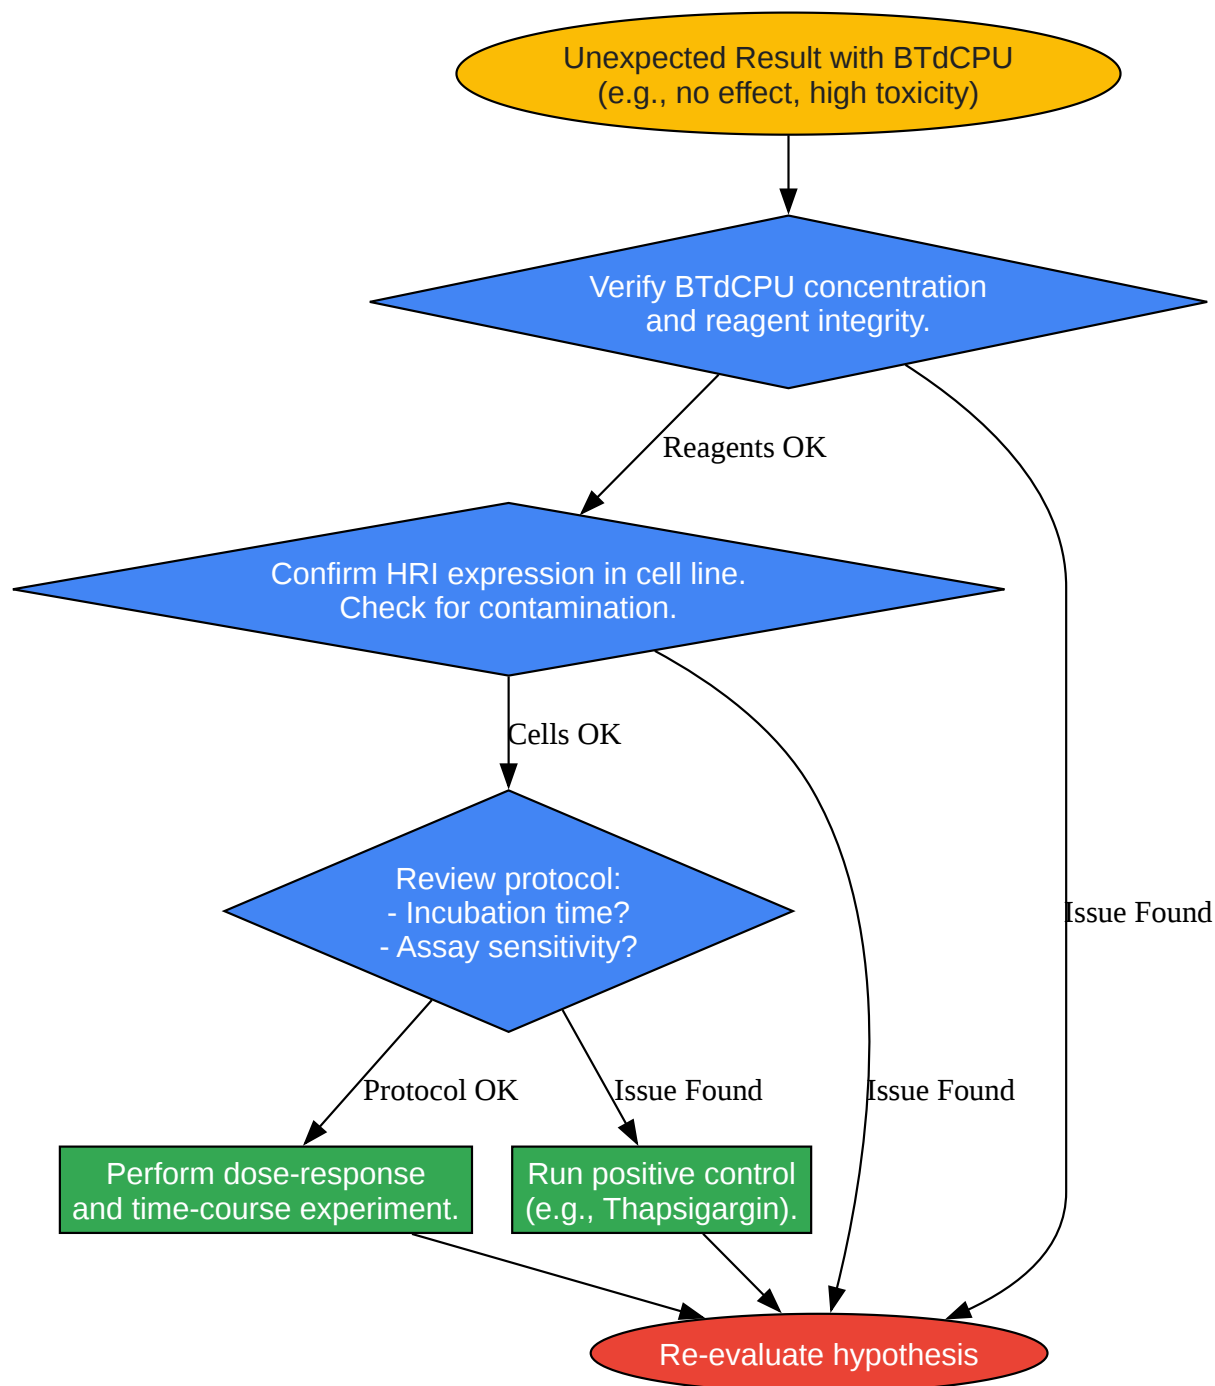 Unexpected Result with BTdCPU
(e.g., no effect, high toxicity)
Verify BTdCPU concentration
and reagent integrity.
Reagents OK
Confirm HRI expression in cell line.
Check for contamination.
Cells OK
Review protocol:
- Incubation time?
- Assay sensitivity?
Issue Found
Protocol OK
Issue Found
Issue Found
Perform dose-response
and time-course experiment.
Run positive control
(e.g., Thapsigargin).
Re-evaluate hypothesis